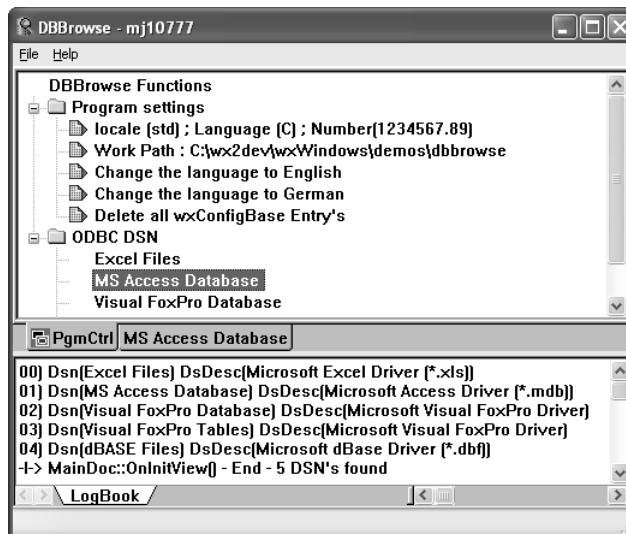 DBBrowse - mj10777
File Help
DBBrowse Functions
Program settings
locale (std) ; Language (C) ; Number(1234567.89)
Work Path : C:\wx2dev\wxWindows\demos\dbbrowse
Change the language to English
Change the language to German
Delete all wxConfigBase Entry's
ODBC DSN
Excel Files
MS Access Database
Visual FoxPro Database
PgmCtrl MS Access Database
00) Dsn(Excel Files) DsDesc(Microsoft Excel Driver (*.xls))
01) Dsn(MS Access Database) DsDesc(Microsoft Access Driver (*.mdb))
02) Dsn(Visual FoxPro Database) DsDesc(Microsoft Visual FoxPro Driver)
03) Dsn(Visual FoxPro Tables) DsDesc(Microsoft Visual FoxPro Driver)
04) Dsn(dBASE Files) DsDesc(Microsoft dBase Driver (*.dbf))
-I-> MainDoc::OnInitView() - End - 5 DSN's found
LogBook